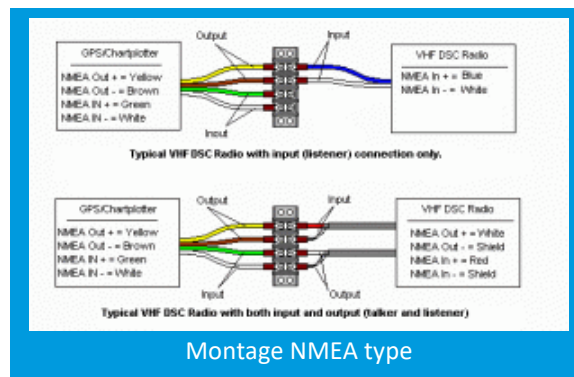 Output
Input
GPS/Chartplotter
NMEA Out + = Yellow
NMEA Out - = Brown
NMEA IN + = Green
NMEA IN - = White
VHF DSC Radio
NMEA In + = Blue
NMEA In - = White
Input
Typical VHF DSC Radio with input (listener) connection only.
Output
Input
GPS/Chartplotter
NMEA Out + = Yellow
NMEA Out - = Brown
NMEA IN + = Green
NMEA IN - = White
VHF DSC Radio
NMEA Out + = White
NMEA Out - = Shield
NMEA In + = Red
NMEA In - = Shield
Input
Output
Typical VHF DSC Radio with both input and output (talker and listener)
Montage NMEA type